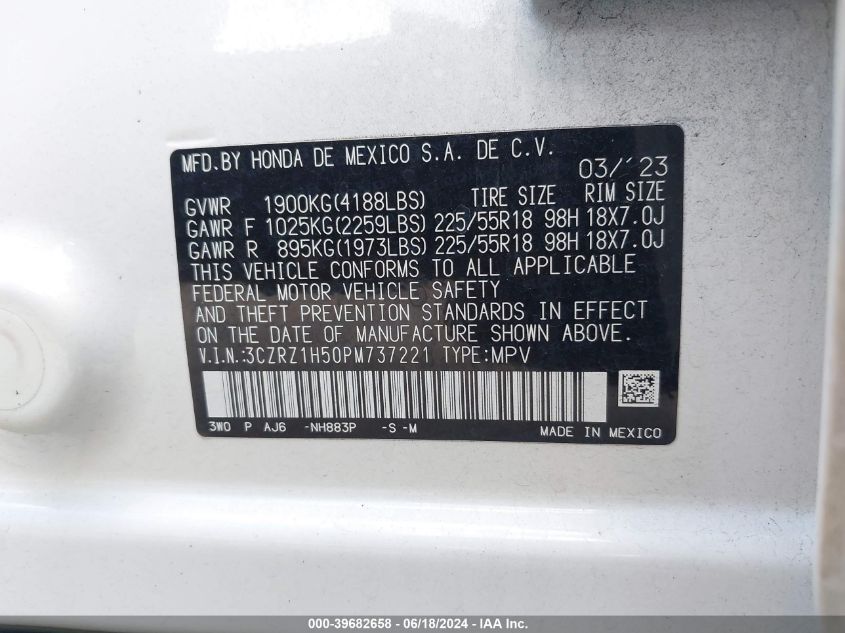 MFD.BY HONDA DE MEXICO S.A. DE C.V. 03/'23
GVWR 1900KG(4188LBS) TIRE SIZE RIM SIZE
GAWR F 1025KG(2259LBS) 225/55R18 98H 18X7.0J
GAWR R 895KG(1973LBS) 225/55R18 98H 18X7.0J
THIS VEHICLE CONFORMS TO ALL APPLICABLE
FEDERAL MOTOR VEHICLE SAFETY
AND THEFT PREVENTION STANDARDS IN EFFECT
ON THE DATE OF MANUFACTURE SHOWN ABOVE.
V.I.N.:3CZRZ1H50PM737221 TYPE:MPV
3W0 P AJ6 -NH883P -S -M MADE IN MEXICO
000-39682658 - 06/18/2024 - IAA Inc.